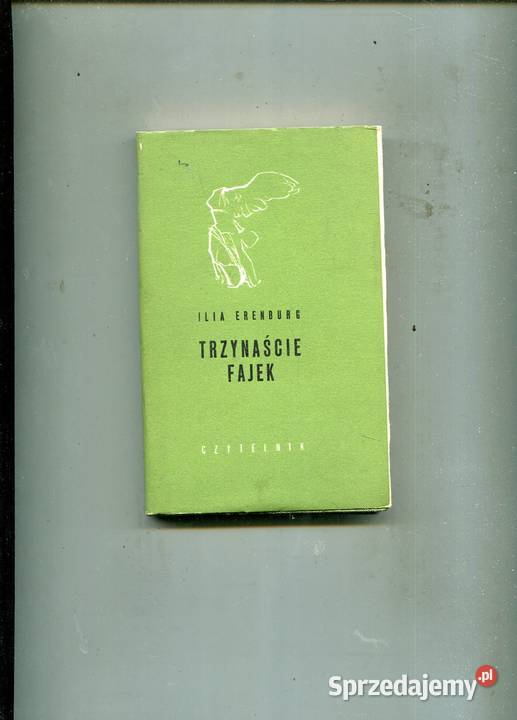 ILIA ERENBURG
TRZYNAŚCIE
FAJEK
CZYTELNIK
Sprzedajemy.pl